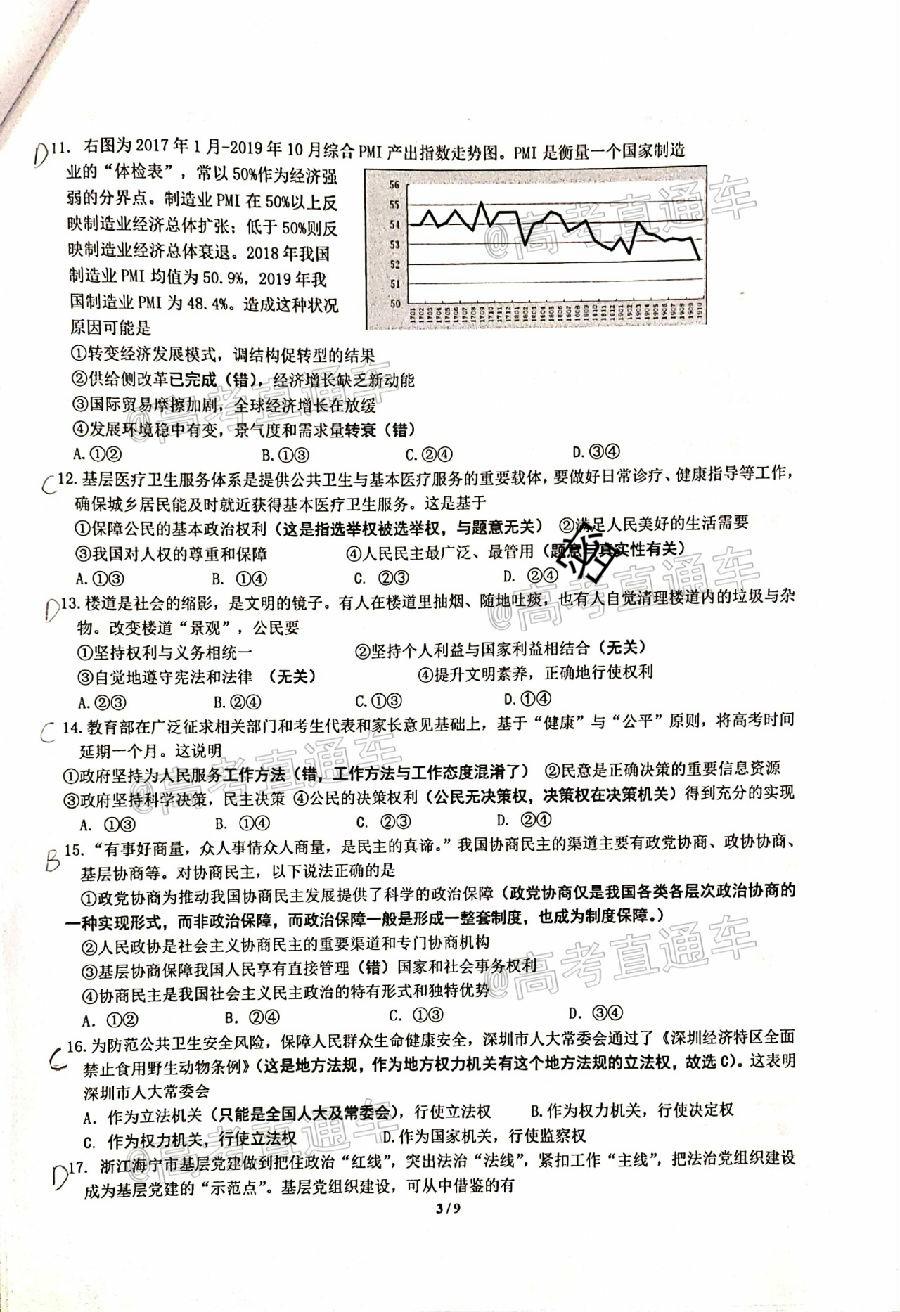 D11. 右图为 2017 年 1 月-2019 年 10 月综合 PMI 产出指数走势图。PMI 是衡量一个国家制造
业的“体检表”，常以 50%作为经济强
弱的分界点。制造业 PMI 在 50%以上反
映制造业经济总体扩张；低于 50%则反
映制造业经济总体衰退。2018 年我国
制造业 PMI 均值为 50.9%，2019 年我
国制造业 PMI 为 48.4%。造成这种状况
原因可能是
56
55
54
53
52
51
50
①转变经济发展模式，调结构促转型的结果
②供给侧改革已完成（错），经济增长缺乏新动能
③国际贸易摩擦加剧，全球经济增长在放缓
④发展环境稳中有变，景气度和需求量转衰（错）
A.①② B.①③ C.②④ D.③④
C12. 基层医疗卫生服务体系是提供公共卫生与基本医疗服务的重要载体，要做好日常诊疗、健康指导等工作，
确保城乡居民能及时就近获得基本医疗卫生服务。这是基于
①保障公民的基本政治权利（这是指选举权被选举权，与题意无关） ②满足人民美好的生活需要
③我国对人权的尊重和保障 ④人民民主最广泛、最管用（题意与真实性有关）
A. ①③ B. ①④ C. ②③ D. ②④
D13. 楼道是社会的缩影，是文明的镜子。有人在楼道里抽烟、随地吐痰，也有人自觉清理楼道内的垃圾与杂
物。改变楼道“景观”，公民要
①坚持权利与义务相统一 ②坚持个人利益与国家利益相结合（无关）
③自觉地遵守宪法和法律（无关） ④提升文明素养，正确地行使权利
A.②③ B.②④ C.①③ D.①④
C 14. 教育部在广泛征求相关部门和考生代表和家长意见基础上，基于“健康”与“公平”原则，将高考时间
延期一个月。这说明
①政府坚持为人民服务工作方法（错，工作方法与工作态度混淆了） ②民意是正确决策的重要信息资源
③政府坚持科学决策，民主决策 ④公民的决策权利（公民无决策权，决策权在决策机关）得到充分的实现
A. ①③ B. ①④ C. ②③ D. ②④
B 15. “有事好商量，众人事情众人商量，是民主的真谛。”我国协商民主的渠道主要有政党协商、政协协商、
基层协商等。对协商民主，以下说法正确的是
①政党协商为推动我国协商民主发展提供了科学的政治保障（政党协商仅是我国各类各层次政治协商的
一种实现形式，而非政治保障，而政治保障一般是形成一整套制度，也成为制度保障。）
②人民政协是社会主义协商民主的重要渠道和专门协商机构
③基层协商保障我国人民享有直接管理（错）国家和社会事务权利
④协商民主是我国社会主义民主政治的特有形式和独特优势
A. ①② B. ②④ C. ①③ D. ③④
C 16. 为防范公共卫生安全风险，保障人民群众生命健康安全，深圳市人大常委会通过了《深圳经济特区全面
禁止食用野生动物条例》（这是地方法规，作为地方权力机关有这个地方法规的立法权，故选 C）。这表明
深圳市人大常委会
A. 作为立法机关（只能是全国人大及常委会），行使立法权 B.作为权力机关，行使决定权
C. 作为权力机关，行使立法权 D.作为国家机关，行使监察权
D17. 浙江海宁市基层党建做到把住政治“红线”，突出法治“法线”，紧扣工作“主线”，把法治党组织建设
成为基层党建的“示范点”。基层党组织建设，可从中借鉴的有
3 / 9
密
@高考直通车
@高考直通车
@高考直通车
@高考直通车
@高考直通车
@高考直通车